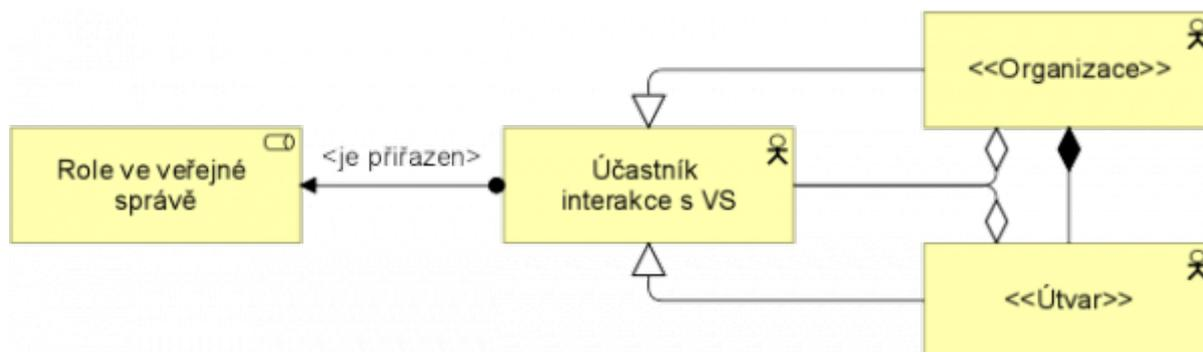 <<Organizace>>
Role ve veřejné
správě
<je přiřazen>
Účastník
interakce s VS
<<Útvar>>